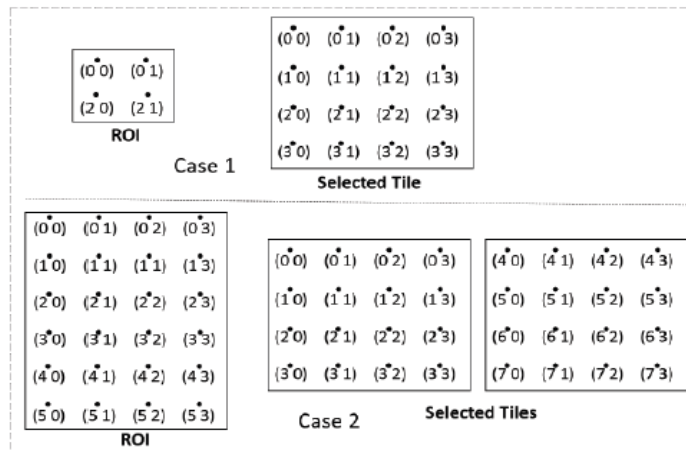 (0 0) (0 1)
(2 0) (2 1)
ROI
Case 1
(0 0) (0 1) (0 2) (0 3)
(1 0) (1 1) (1 2) (1 3)
(2 0) (2 1) (2 2) (2 3)
(3 0) (3 1) (3 2) (3 3)
Selected Tile
(0 0) (0 1) (0 2) (0 3)
(1 0) (1 1) (1 1) (1 3)
(2 0) (2 1) (2 2) (2 3)
(3 0) (3 1) (3 2) (3 3)
(4 0) (4 1) (4 2) (4 3)
(5 0) (5 1) (5 2) (5 3)
ROI
Case 2
(0 0) (0 1) (0 2) (0 3)
(1 0) (1 1) (1 2) (1 3)
(2 0) (2 1) (2 2) (2 3)
(3 0) (3 1) (3 2) (3 3)
(4 0) (4 1) (4 2) (4 3)
(5 0) (5 1) (5 2) (5 3)
(6 0) (6 1) (6 2) (6 3)
(7 0) (7 1) (7 2) (7 3)
Selected Tiles